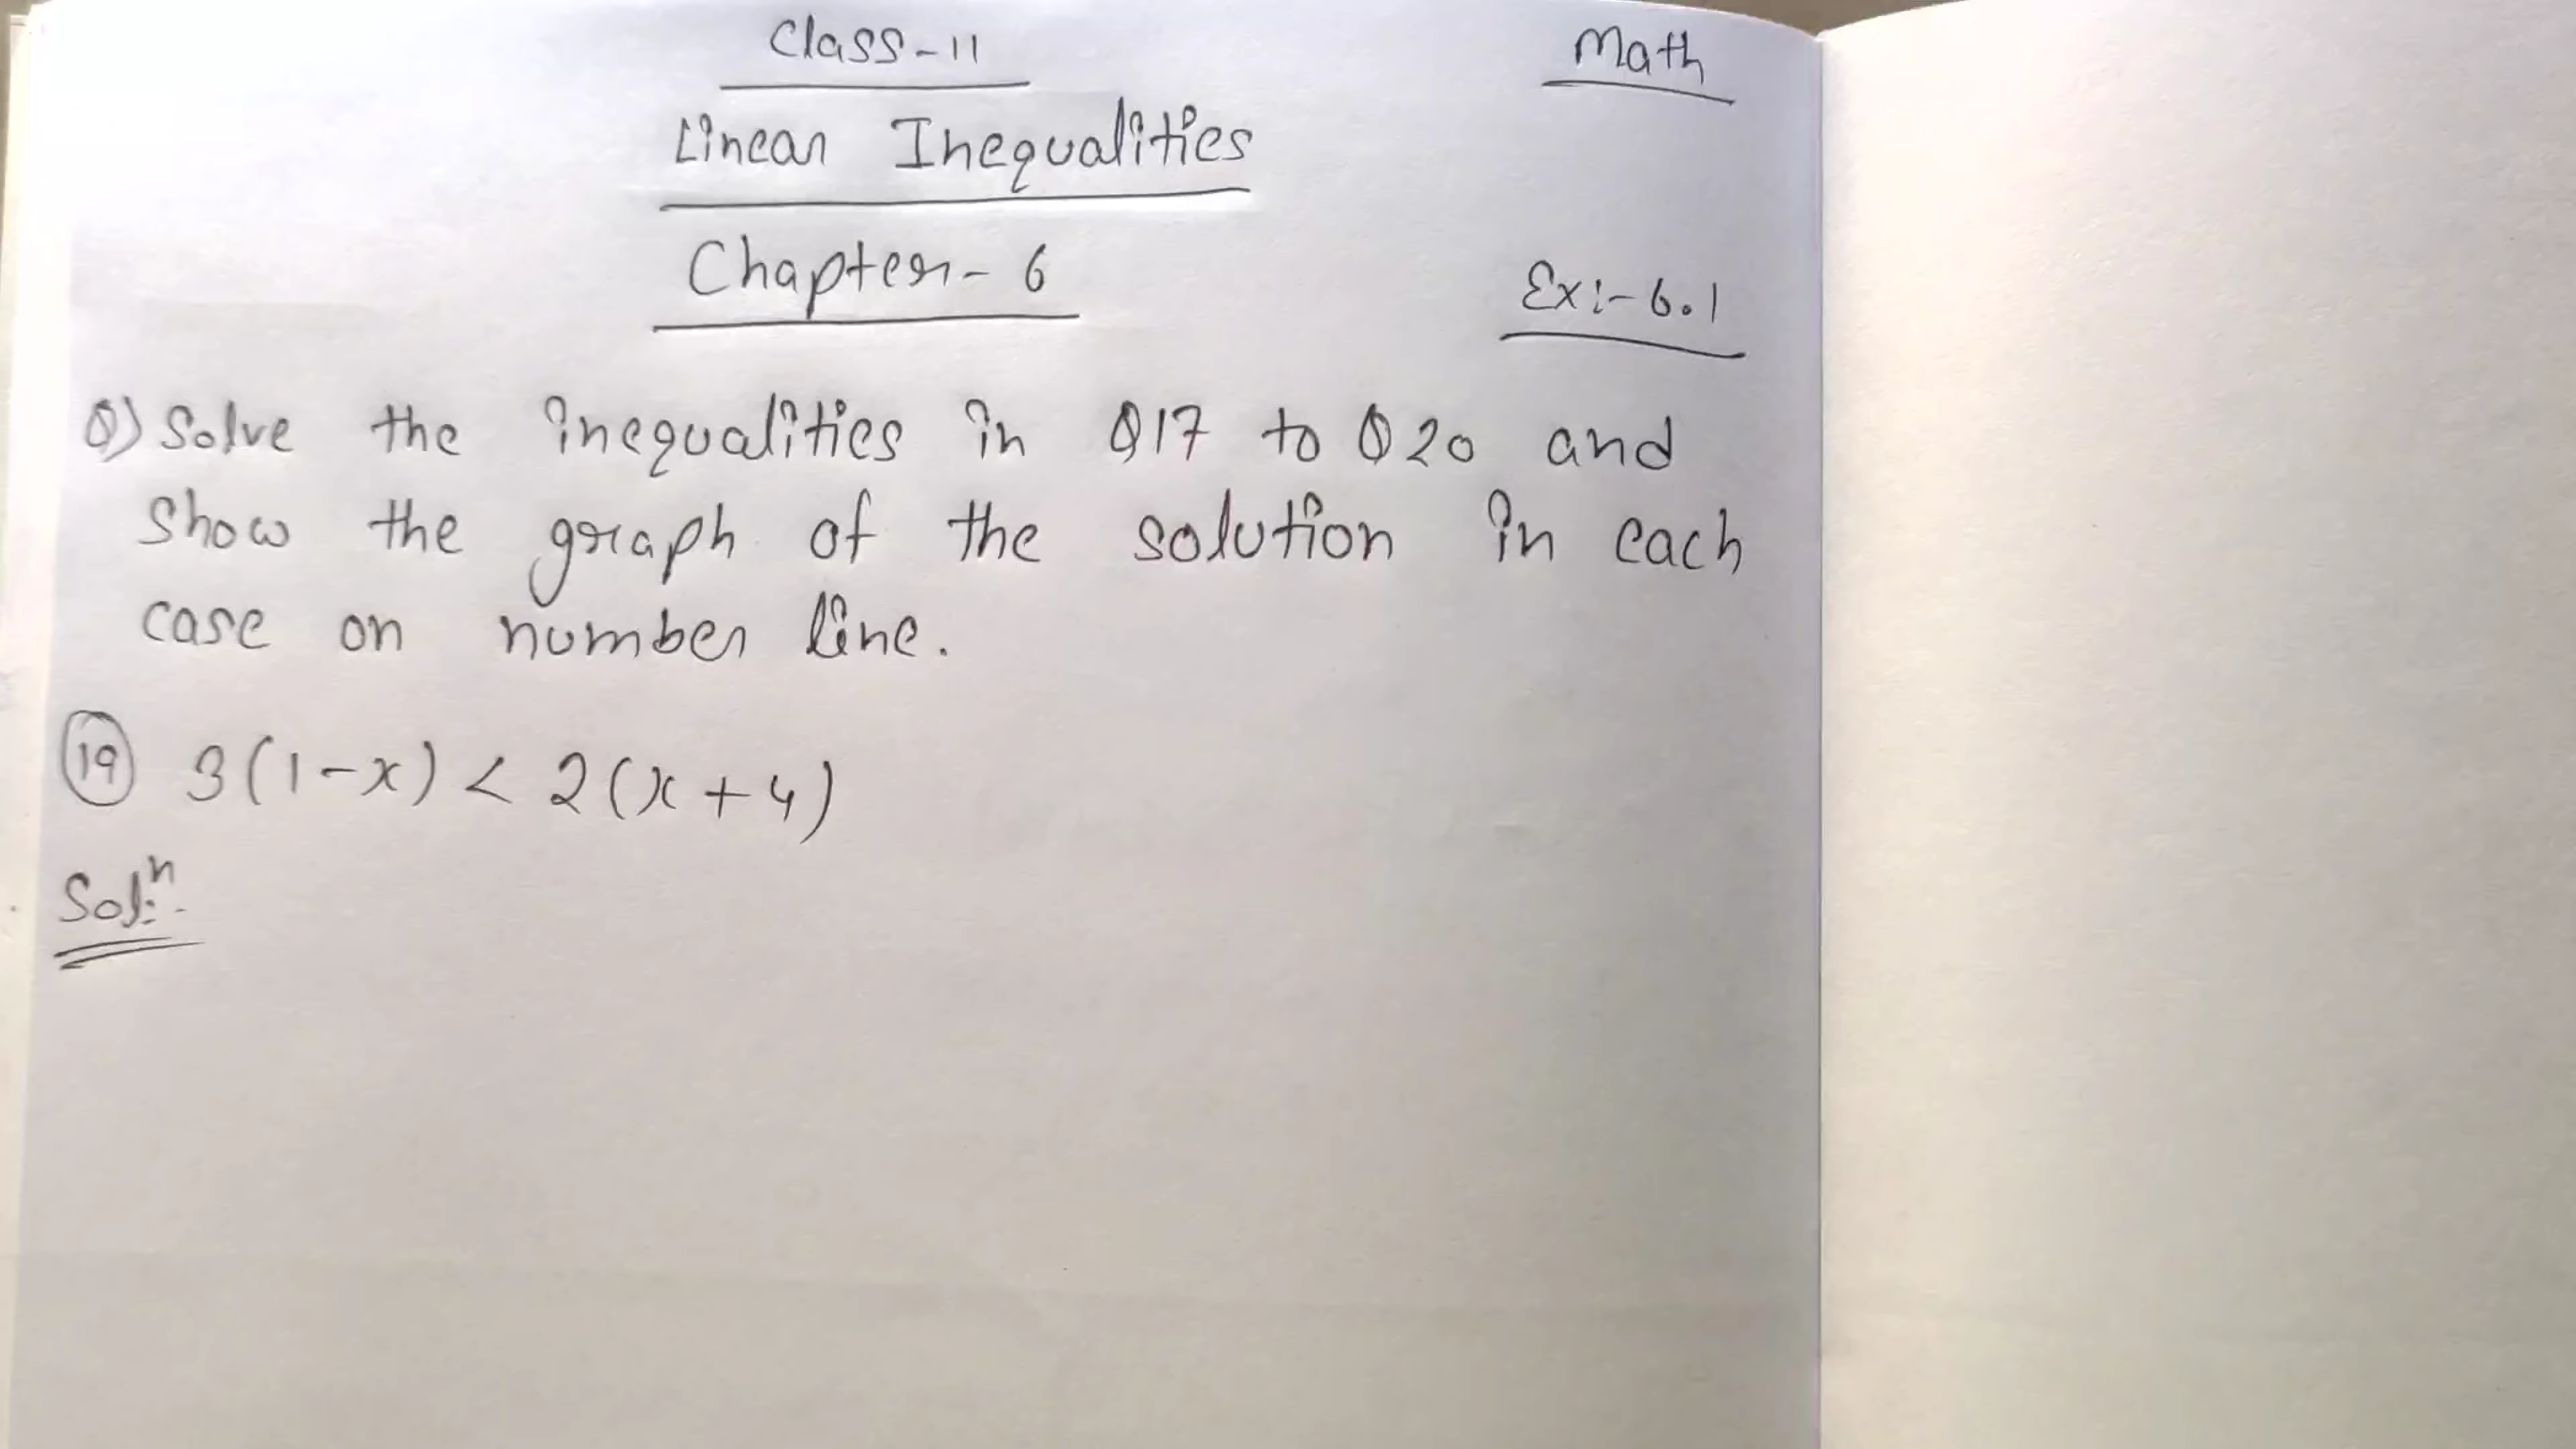 Class-11
Math
Linear Inequalities
Chapter-6
Ex:-6.1
Q) Solve the inequalities in Q17 to Q20 and
show the graph of the solution in each
case on number line.
19 3(1-x) < 2(x+4)
Solⁿ:-